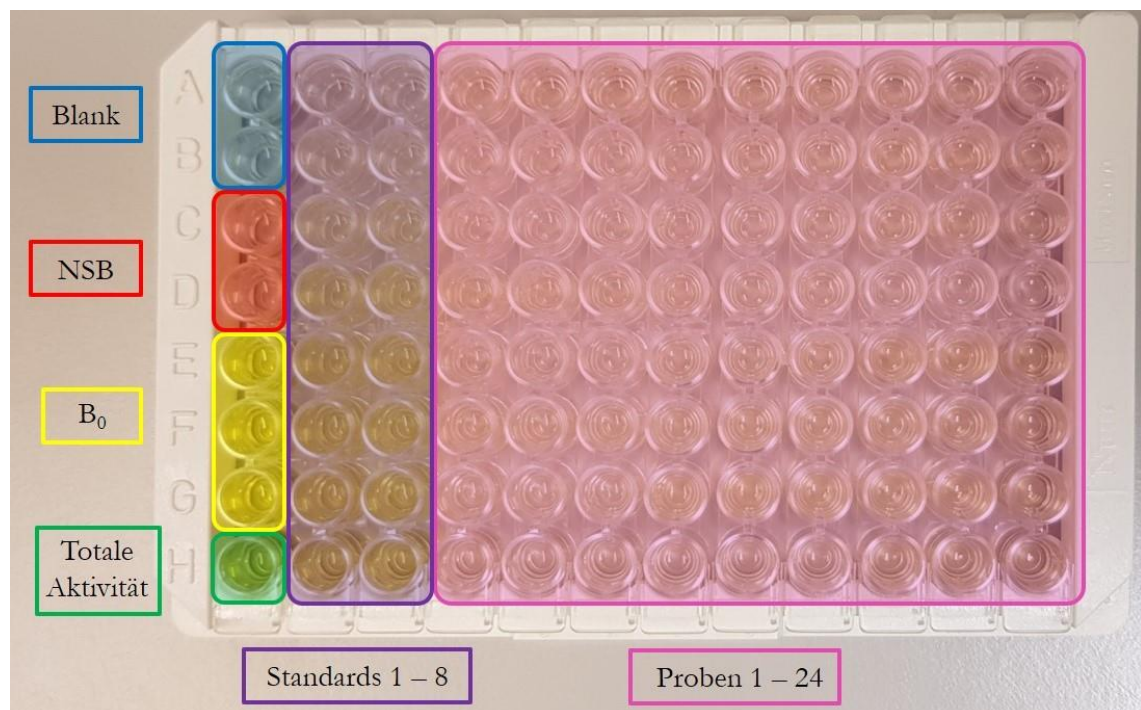 Blank
NSB
B₀
Totale
Aktivität
A
B
C
D
E
F
G
H
Standards 1 – 8
Proben 1 – 24